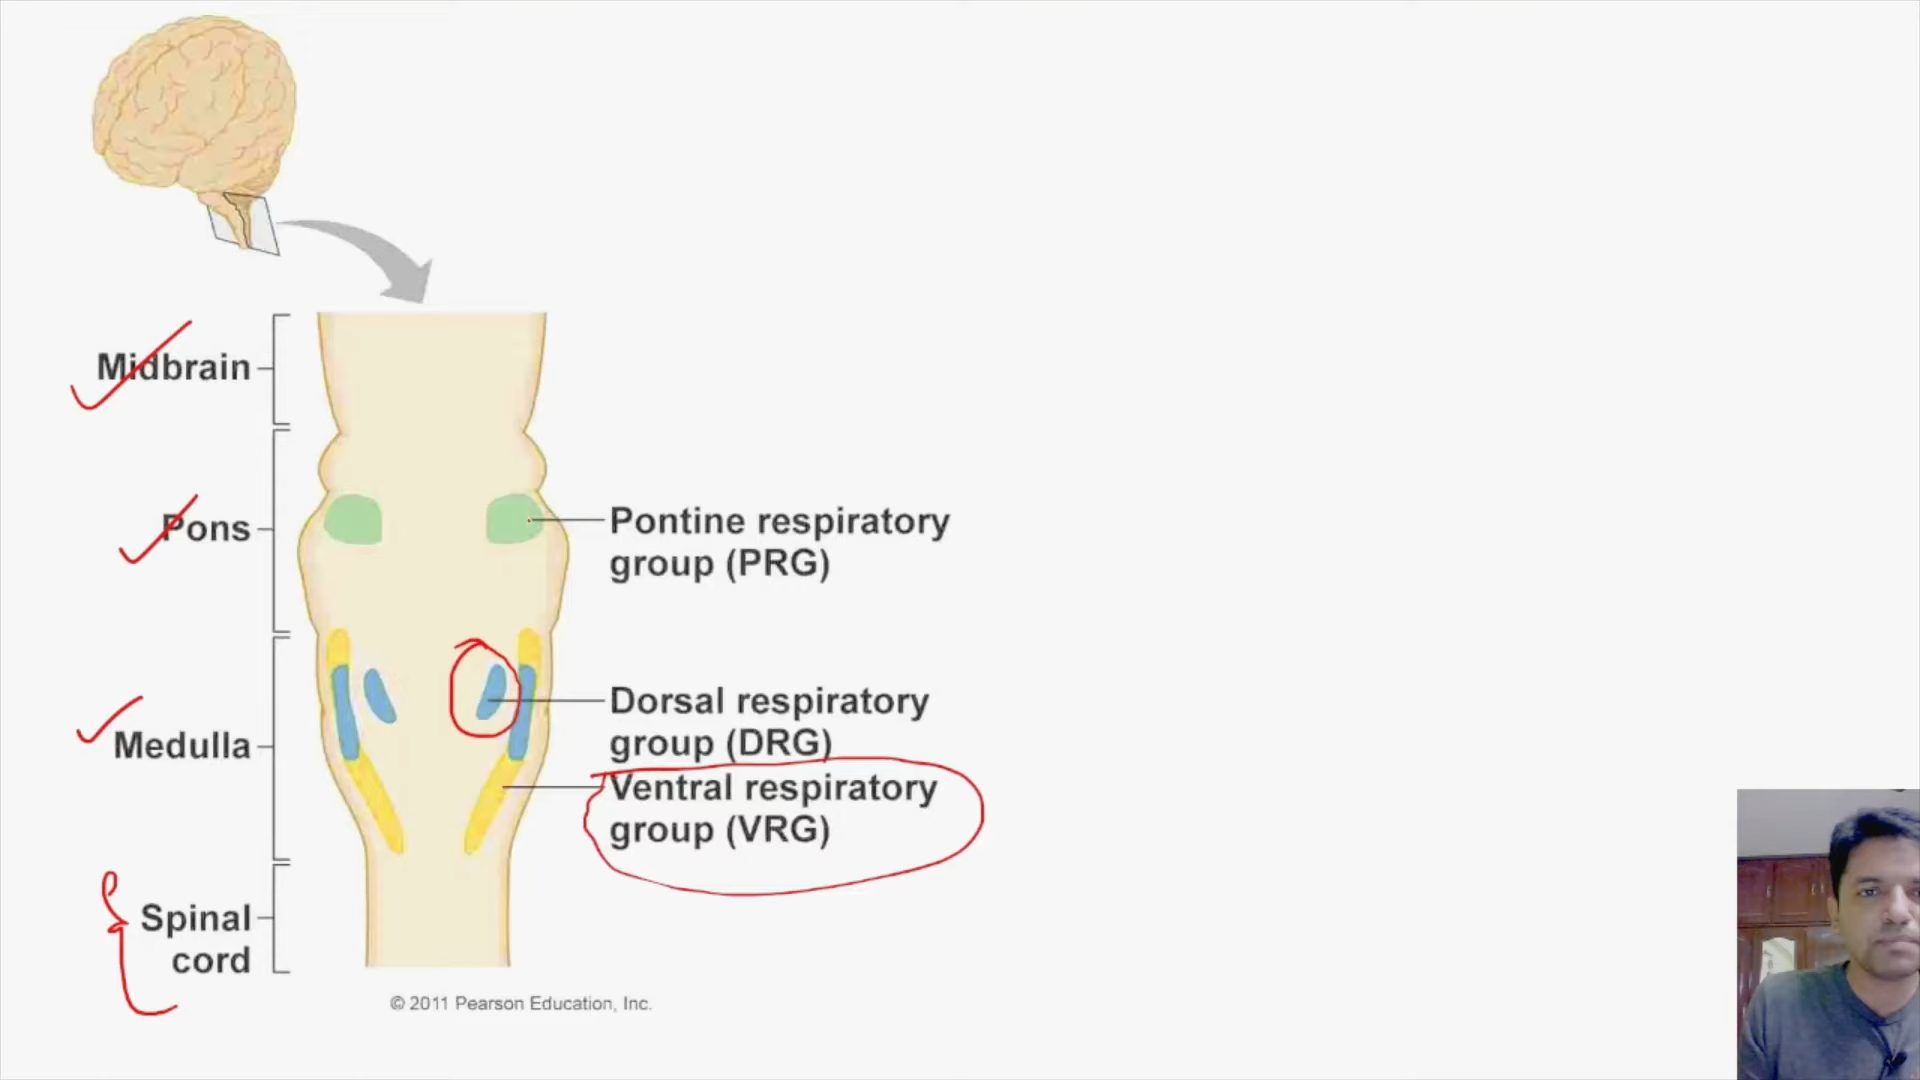 Midbrain
Pons
Pontine respiratory
group (PRG)
Dorsal respiratory
group (DRG)
Medulla
Ventral respiratory
group (VRG)
Spinal
cord
© 2011 Pearson Education, Inc.